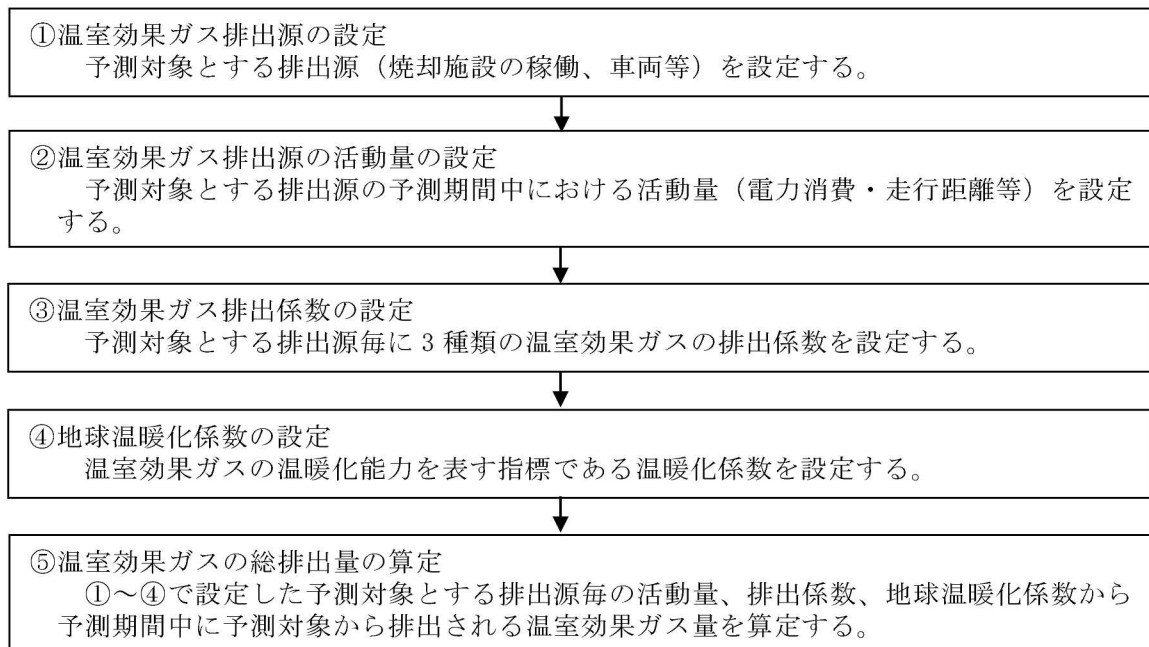 ①温室効果ガス排出源の設定
予測対象とする排出源（焼却施設の稼働、車両等）を設定する。
②温室効果ガス排出源の活動量の設定
予測対象とする排出源の予測期間中における活動量（電力消費・走行距離等）を設定
する。
③温室効果ガス排出係数の設定
予測対象とする排出源毎に 3 種類の温室効果ガスの排出係数を設定する。
④地球温暖化係数の設定
温室効果ガスの温暖化能力を表す指標である温暖化係数を設定する。
⑤温室効果ガスの総排出量の算定
①～④で設定した予測対象とする排出源毎の活動量、排出係数、地球温暖化係数から
予測期間中に予測対象から排出される温室効果ガス量を算定する。